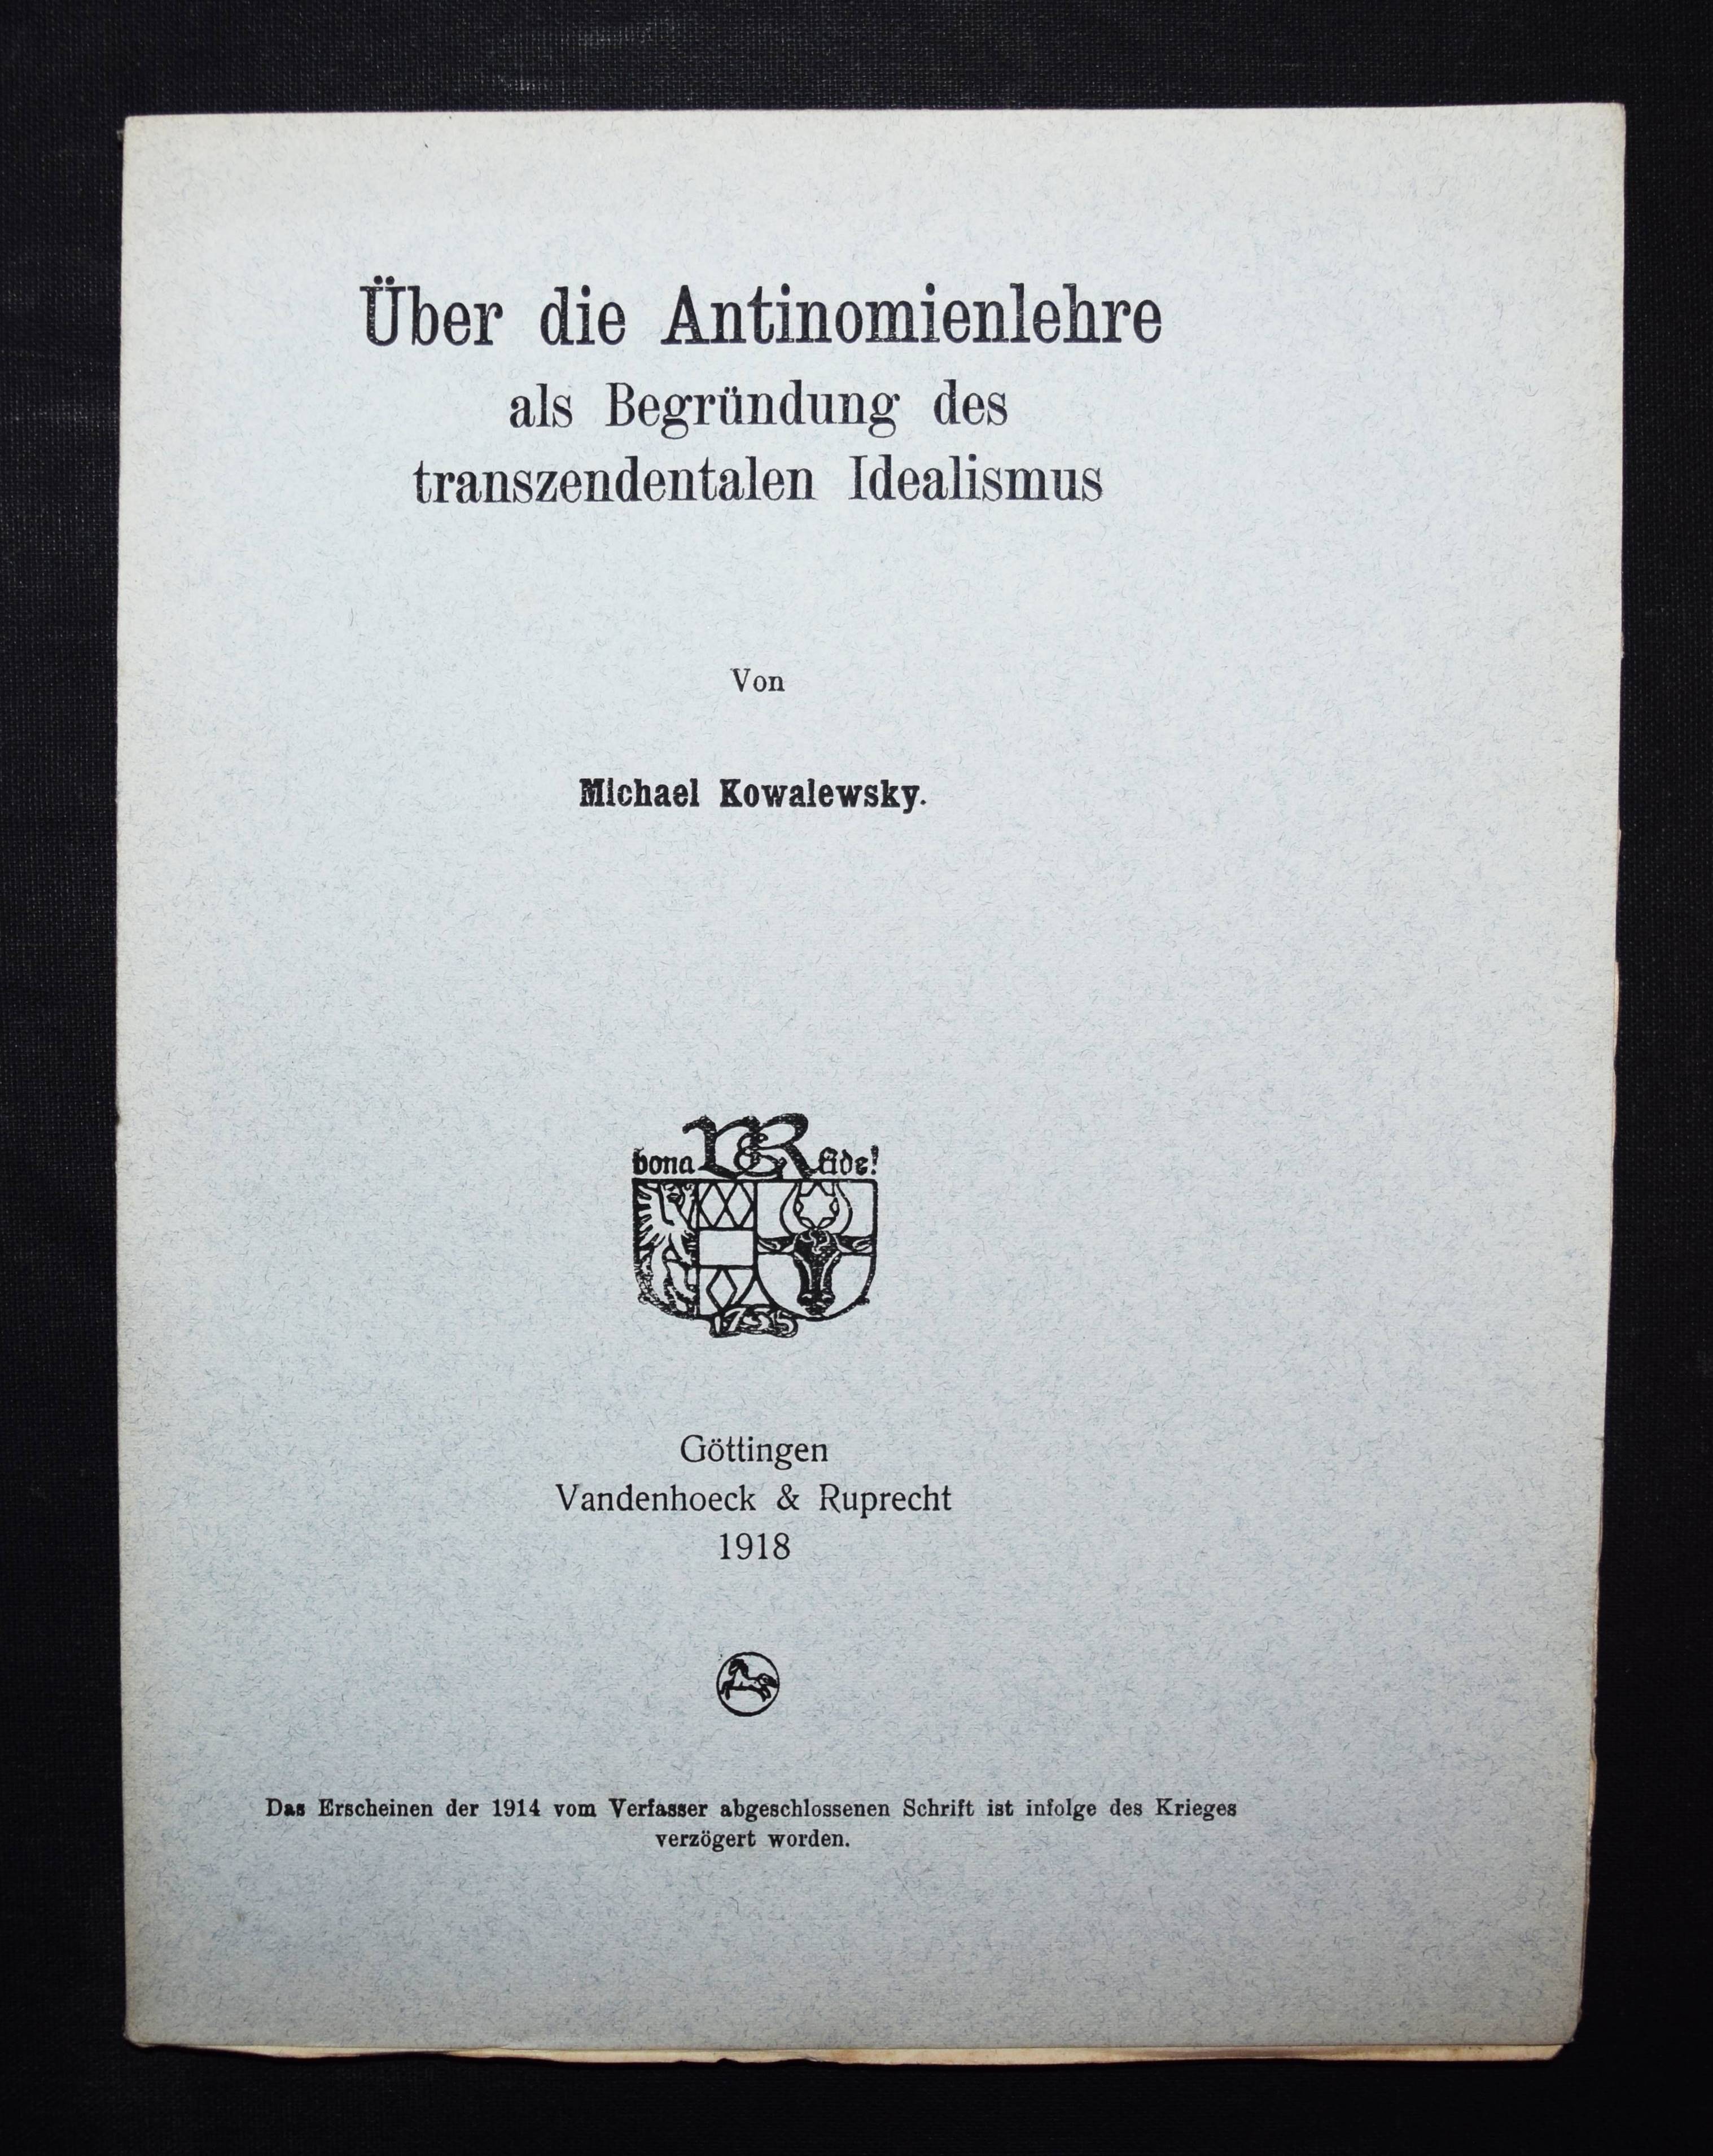 Über die Antinomienlehre
als Begründung des
transzendentalen Idealismus
Von
Michael Kowalewsky.
V&R
bona fide!
1735
Göttingen
Vandenhoeck & Ruprecht
1918
Das Erscheinen der 1914 vom Verfasser abgeschlossenen Schrift ist infolge des Krieges
verzögert worden.